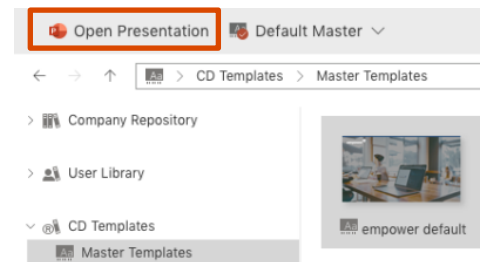 Open Presentation Default Master
CD Templates > Master Templates
Company Repository
User Library
CD Templates
Master Templates
empower default